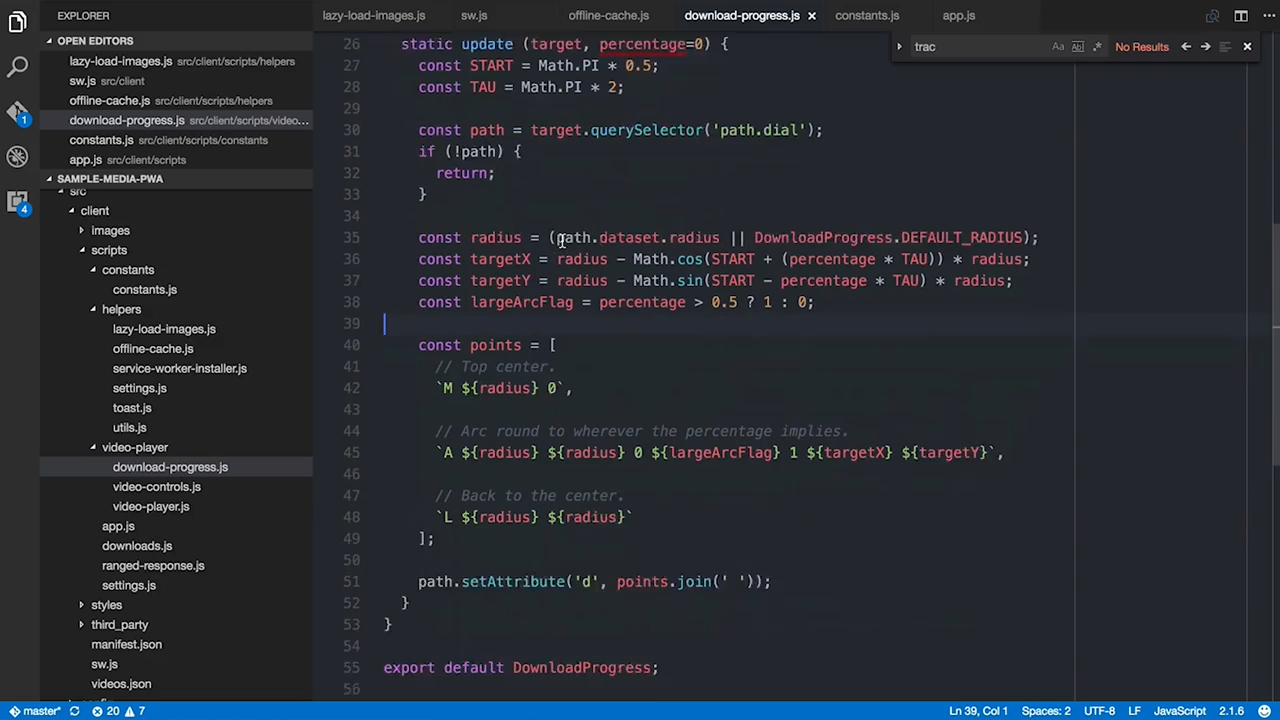 EXPLORER
OPEN EDITORS
lazy-load-images.js src/client/scripts/helpers
sw.js src/client
offline-cache.js src/client/scripts/helpers
download-progress.js src/client/scripts/video...
constants.js src/client/scripts/constants
app.js src/client/scripts
SAMPLE-MEDIA-PWA
src
client
images
scripts
constants
constants.js
helpers
lazy-load-images.js
offline-cache.js
service-worker-installer.js
settings.js
toast.js
utils.js
video-player
download-progress.js
video-controls.js
video-player.js
app.js
downloads.js
ranged-response.js
settings.js
styles
third_party
manifest.json
sw.js
videos.json
1
4
lazy-load-images.js sw.js offline-cache.js download-progress.js × constants.js app.js
trac Aa Abl .* No Results
26 static update (target, percentage=0) {
27 const START = Math.PI * 0.5;
28 const TAU = Math.PI * 2;
29
30 const path = target.querySelector('path.dial');
31 if (!path) {
32 return;
33 }
34
35 const radius = (path.dataset.radius || DownloadProgress.DEFAULT_RADIUS);
36 const targetX = radius - Math.cos(START + (percentage * TAU)) * radius;
37 const targetY = radius - Math.sin(START - percentage * TAU) * radius;
38 const largeArcFlag = percentage > 0.5 ? 1 : 0;
39
40 const points = [
41 // Top center.
42 `M ${radius} 0`,
43
44 // Arc round to wherever the percentage implies.
45 `A ${radius} ${radius} 0 ${largeArcFlag} 1 ${targetX} ${targetY}`,
46
47 // Back to the center.
48 `L ${radius} ${radius}`
49 ];
50
51 path.setAttribute('d', points.join(' '));
52 }
53 }
54
55 export default DownloadProgress;
56
master* 20 7 Ln 39, Col 1 Spaces: 2 UTF-8 LF JavaScript 2.1.6